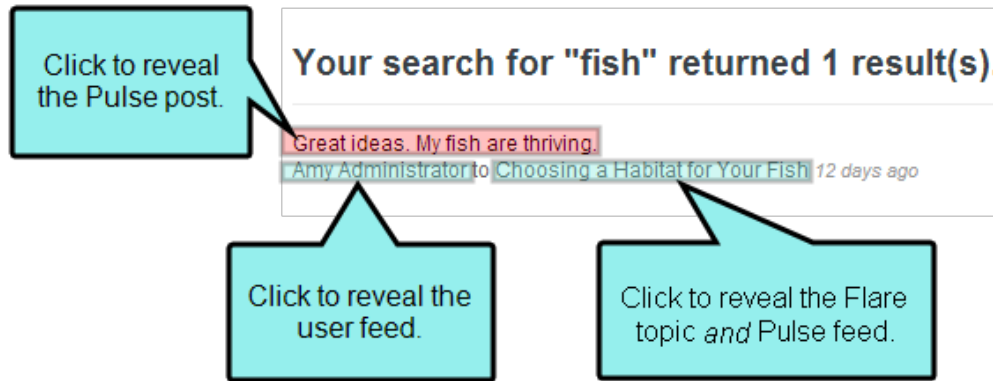 Click to reveal
the Pulse post.
Your search for "fish" returned 1 result(s).
Great ideas. My fish are thriving.
Amy Administrator to Choosing a Habitat for Your Fish 12 days ago
Click to reveal the
user feed.
Click to reveal the Flare
topic and Pulse feed.